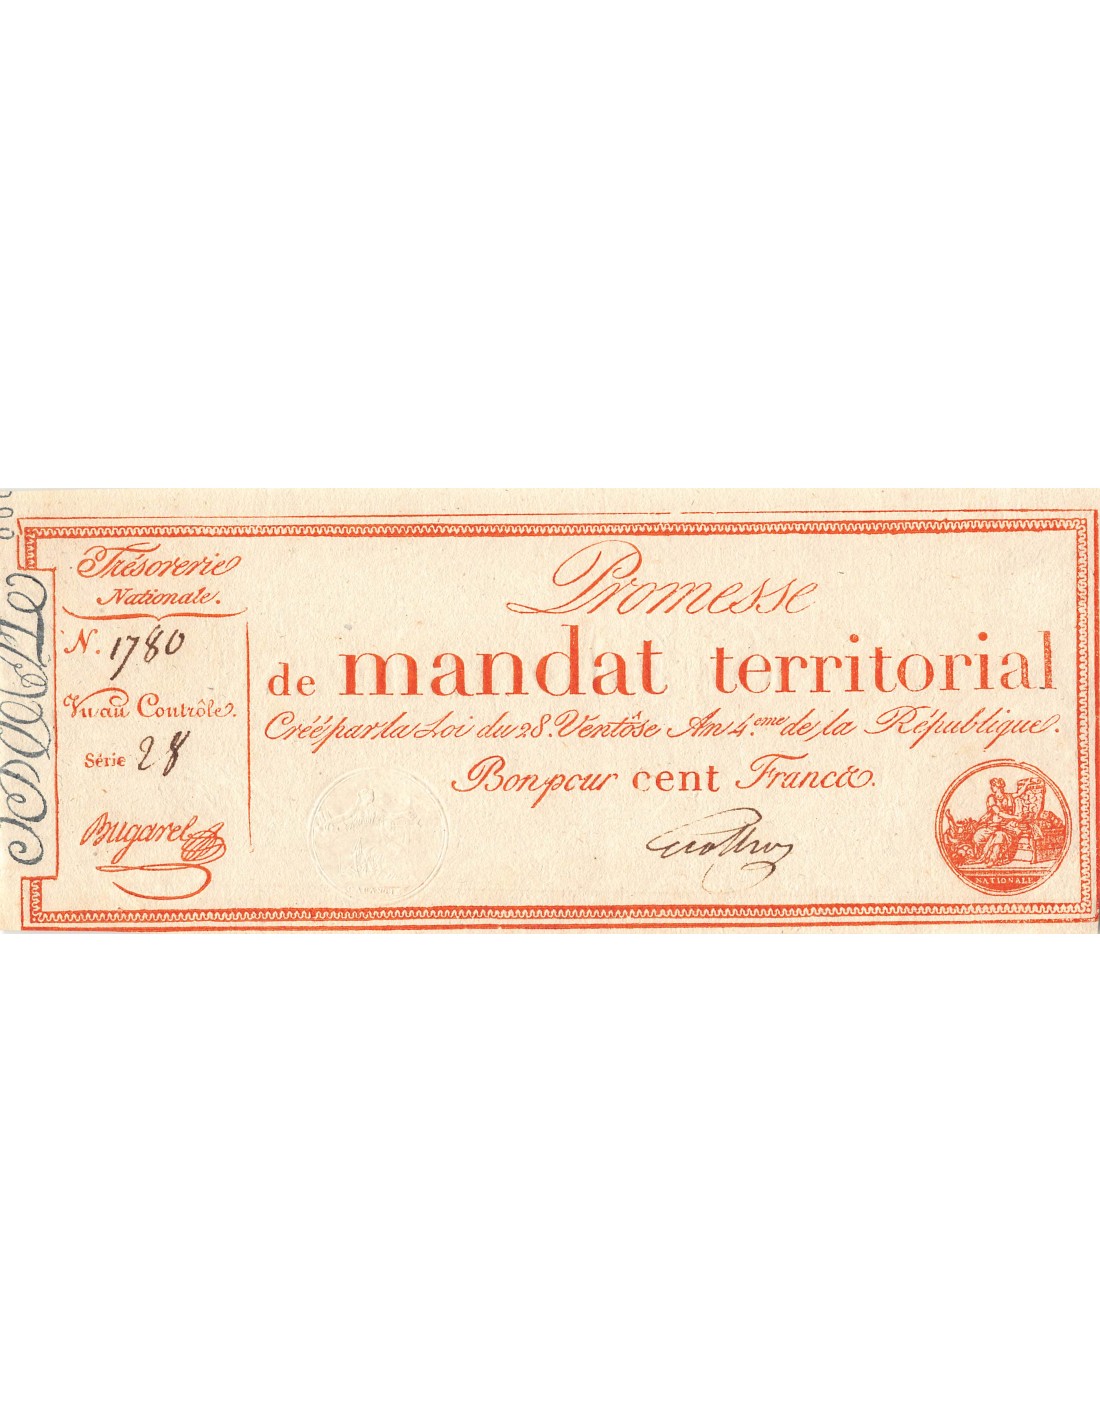 Trésorerie
Nationale.
N. 1780
Vu au Contrôle.
Série 28
Bugarel
Promesse
de mandat territorial
Créé par la Loi du 28. Ventôse An 4.eme de la République.
Bon pour cent Francs.
NATIONALE